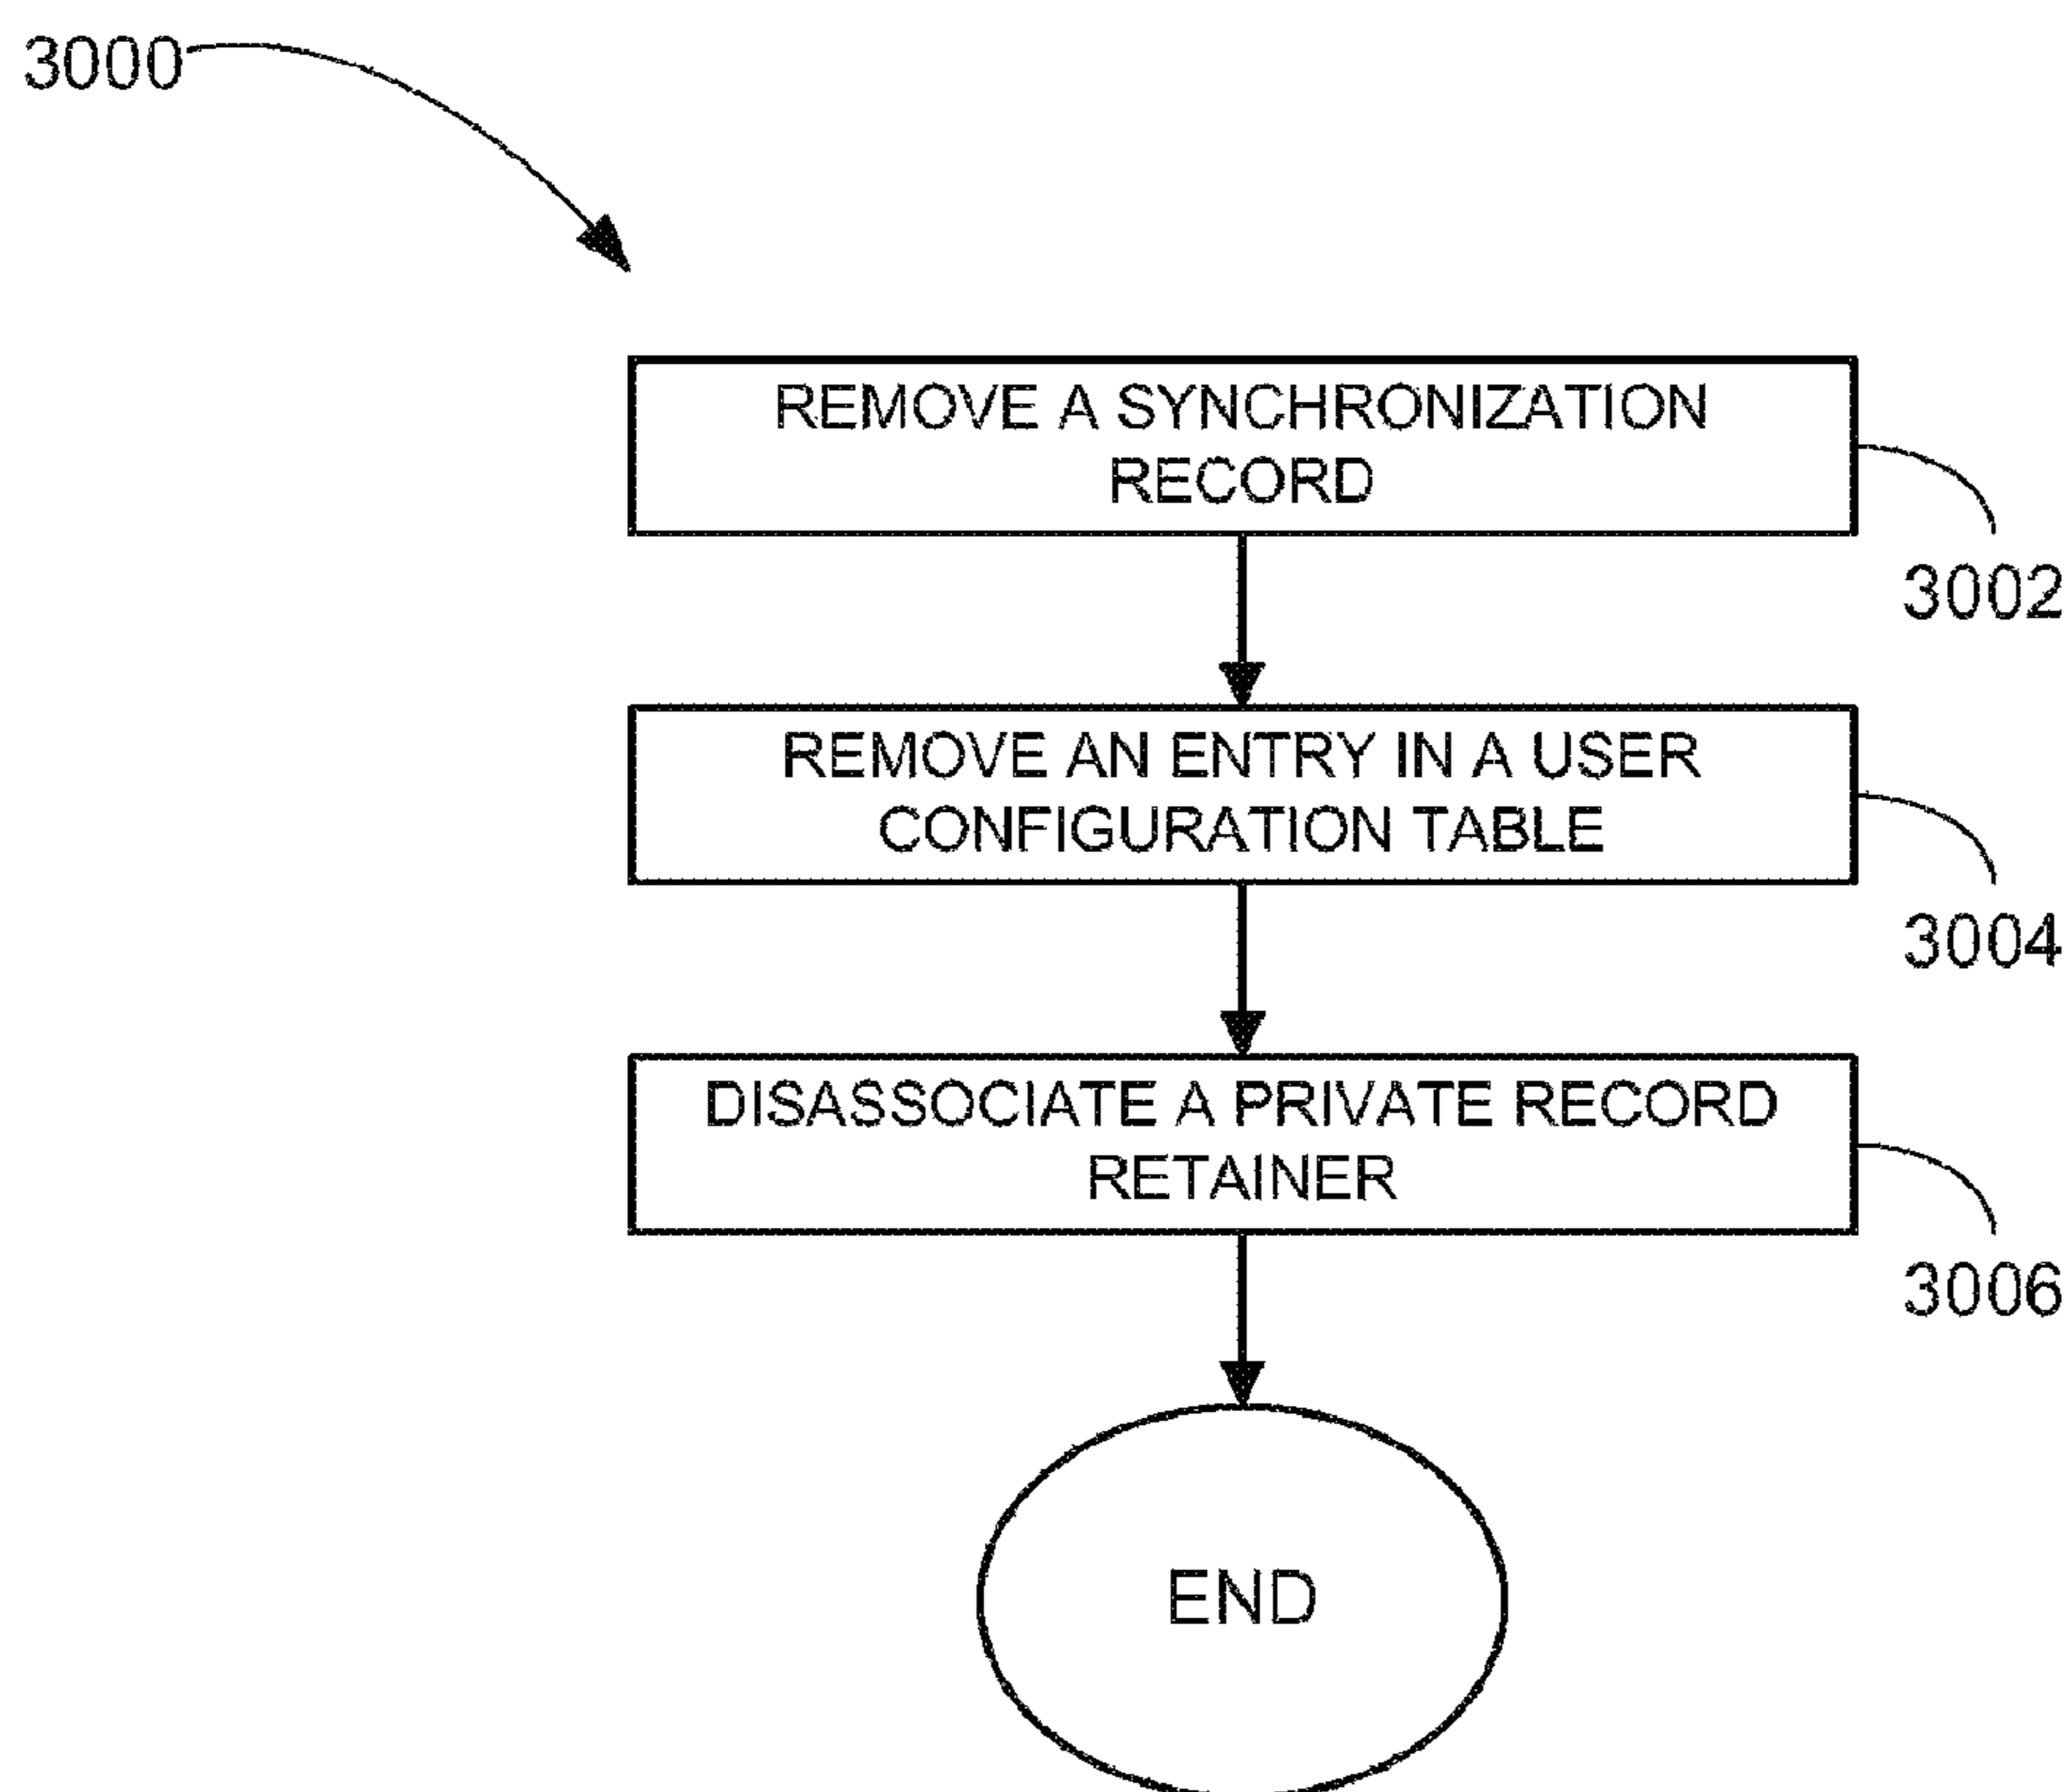 3000
REMOVE A SYNCHRONIZATION
RECORD
3002
REMOVE AN ENTRY IN A USER
CONFIGURATION TABLE
3004
DISASSOCIATE A PRIVATE RECORD
RETAINER
3006
END